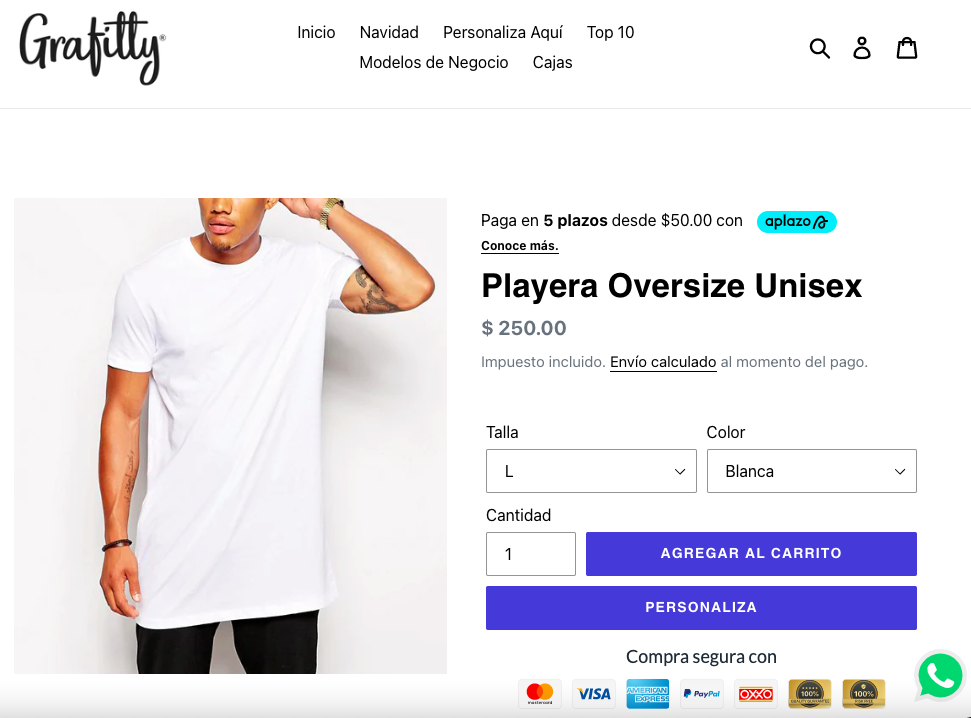 Grafitty®
Inicio Navidad Personaliza Aquí Top 10
Modelos de Negocio Cajas
Paga en 5 plazos desde $50.00 con aplazo
Conoce más.
Playera Oversize Unisex
$ 250.00
Impuesto incluido. Envío calculado al momento del pago.
Talla Color
L Blanca
Cantidad
1 AGREGAR AL CARRITO
PERSONALIZA
Compra segura con
mastercard VISA AMERICAN EXPRESS PayPal OXXO 100% 100%